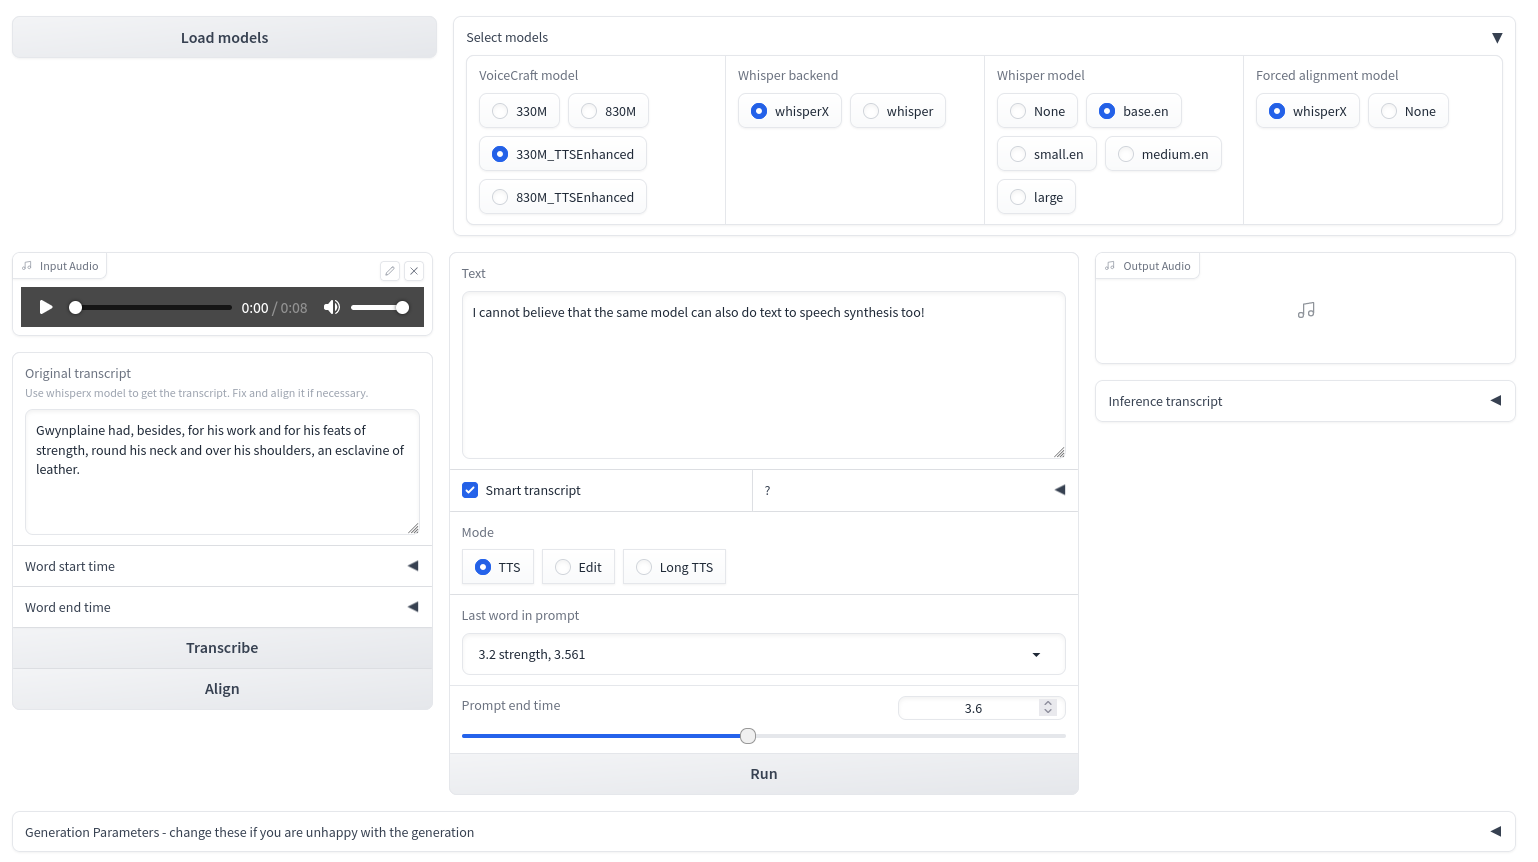 Load models
Select models
▼
VoiceCraft model
330M
830M
330M_TTSEnhanced
830M_TTSEnhanced
Whisper backend
whisperX
whisper
Whisper model
None
base.en
small.en
medium.en
large
Forced alignment model
whisperX
None
Input Audio
0:00 / 0:08
Original transcript
Use whisperx model to get the transcript. Fix and align it if necessary.
Gwynplaine had, besides, for his work and for his feats of
strength, round his neck and over his shoulders, an esclavine of
leather.
Word start time
Word end time
Transcribe
Align
Text
I cannot believe that the same model can also do text to speech synthesis too!
Smart transcript
?
Mode
TTS
Edit
Long TTS
Last word in prompt
3.2 strength, 3.561
Prompt end time
3.6
Run
Output Audio
Inference transcript
Generation Parameters - change these if you are unhappy with the generation